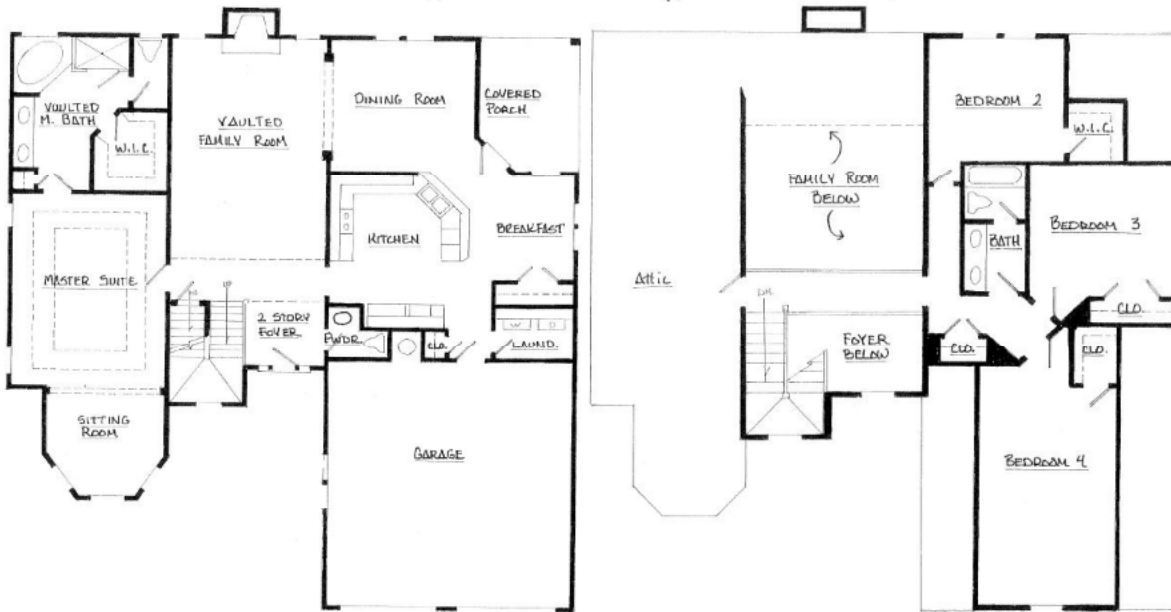 VAULTED
M. BATH
W.I.C.
VAULTED
FAMILY ROOM
DINING ROOM
COVERED
PORCH
KITCHEN
BREAKFAST
MASTER SUITE
2 STORY
FOYER
PWDR.
CLO.
W
D
LAUND.
SITTING
ROOM
GARAGE
BEDROOM 2
W.I.C.
FAMILY ROOM
BELOW
BATH
BEDROOM 3
Attic
CLO.
FOYER
BELOW
CLO.
CLO.
BEDROOM 4